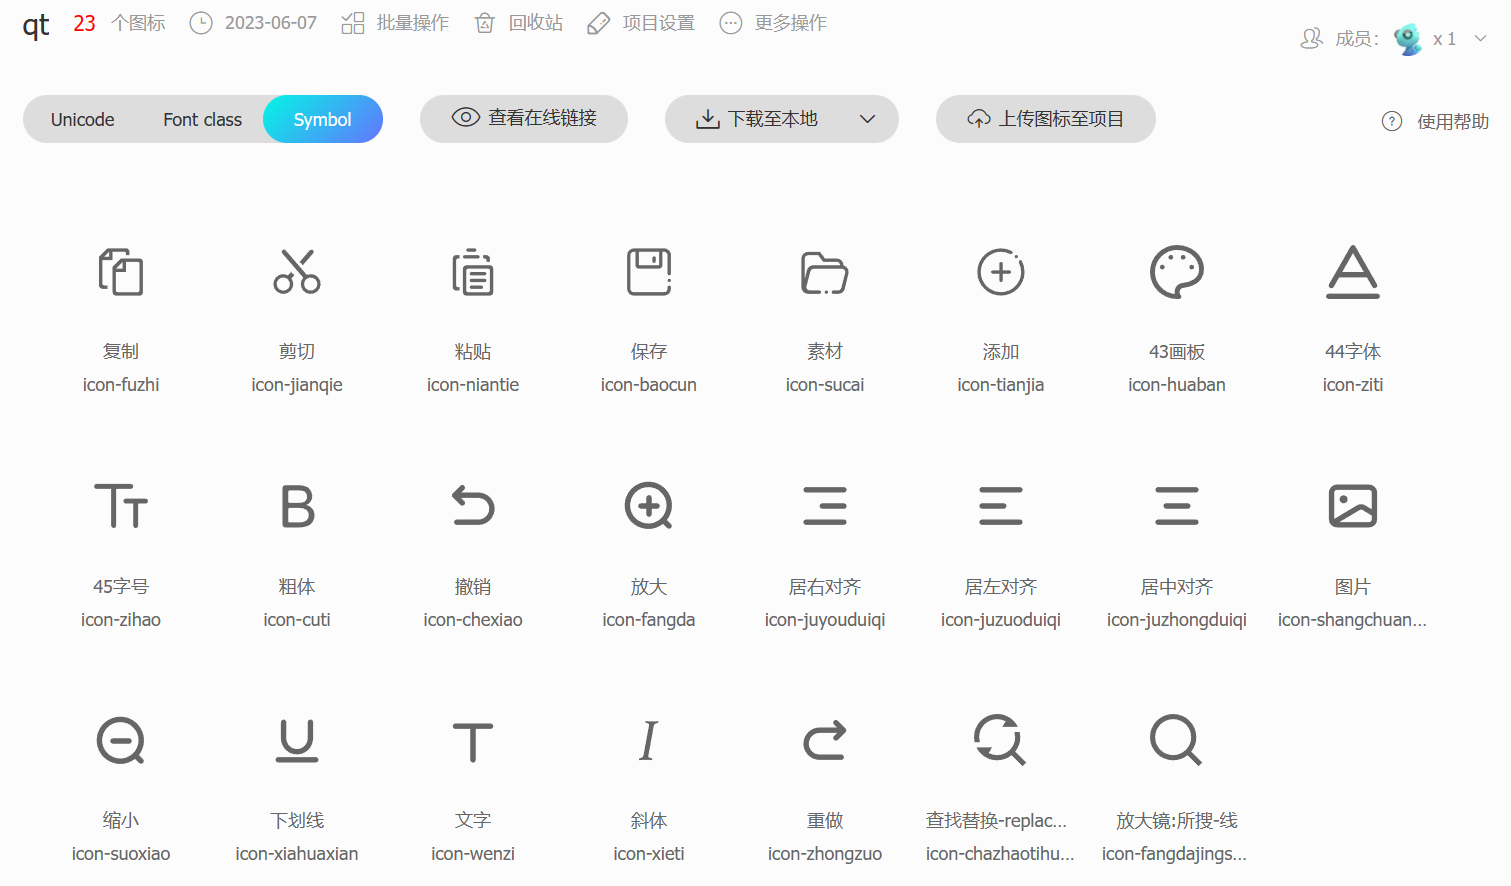 qt 23 个图标 2023-06-07 批量操作 回收站 项目设置 更多操作
成员： x 1
Unicode Font class Symbol 查看在线链接 下载至本地 上传图标至项目 使用帮助
复制 剪切 粘贴 保存 素材 添加 43画板 44字体
icon-fuzhi icon-jianqie icon-niantie icon-baocun icon-sucai icon-tianjia icon-huaban icon-ziti
45字号 粗体 撤销 放大 居右对齐 居左对齐 居中对齐 图片
icon-zihao icon-cuti icon-chexiao icon-fangda icon-juyouduiqi icon-juzuoduiqi icon-juzhongduiqi icon-shangchuan...
缩小 下划线 文字 斜体 重做 查找替换-replac... 放大镜:所搜-线
icon-suoxiao icon-xiahuaxian icon-wenzi icon-xieti icon-zhongzuo icon-chazhaotihu... icon-fangdajings...